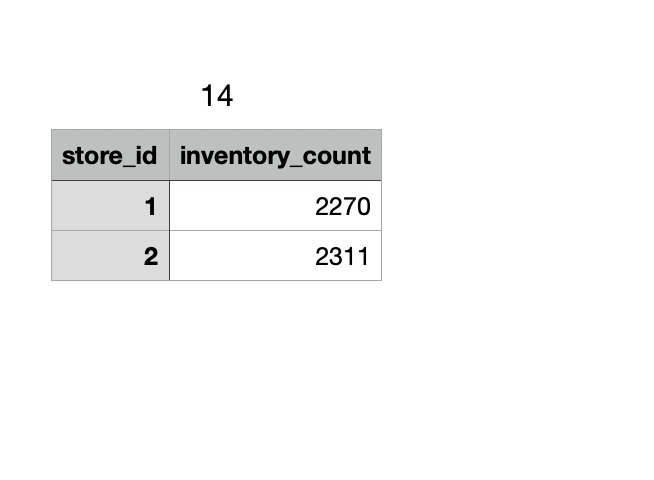 14
store_id inventory_count
1 2270
2 2311